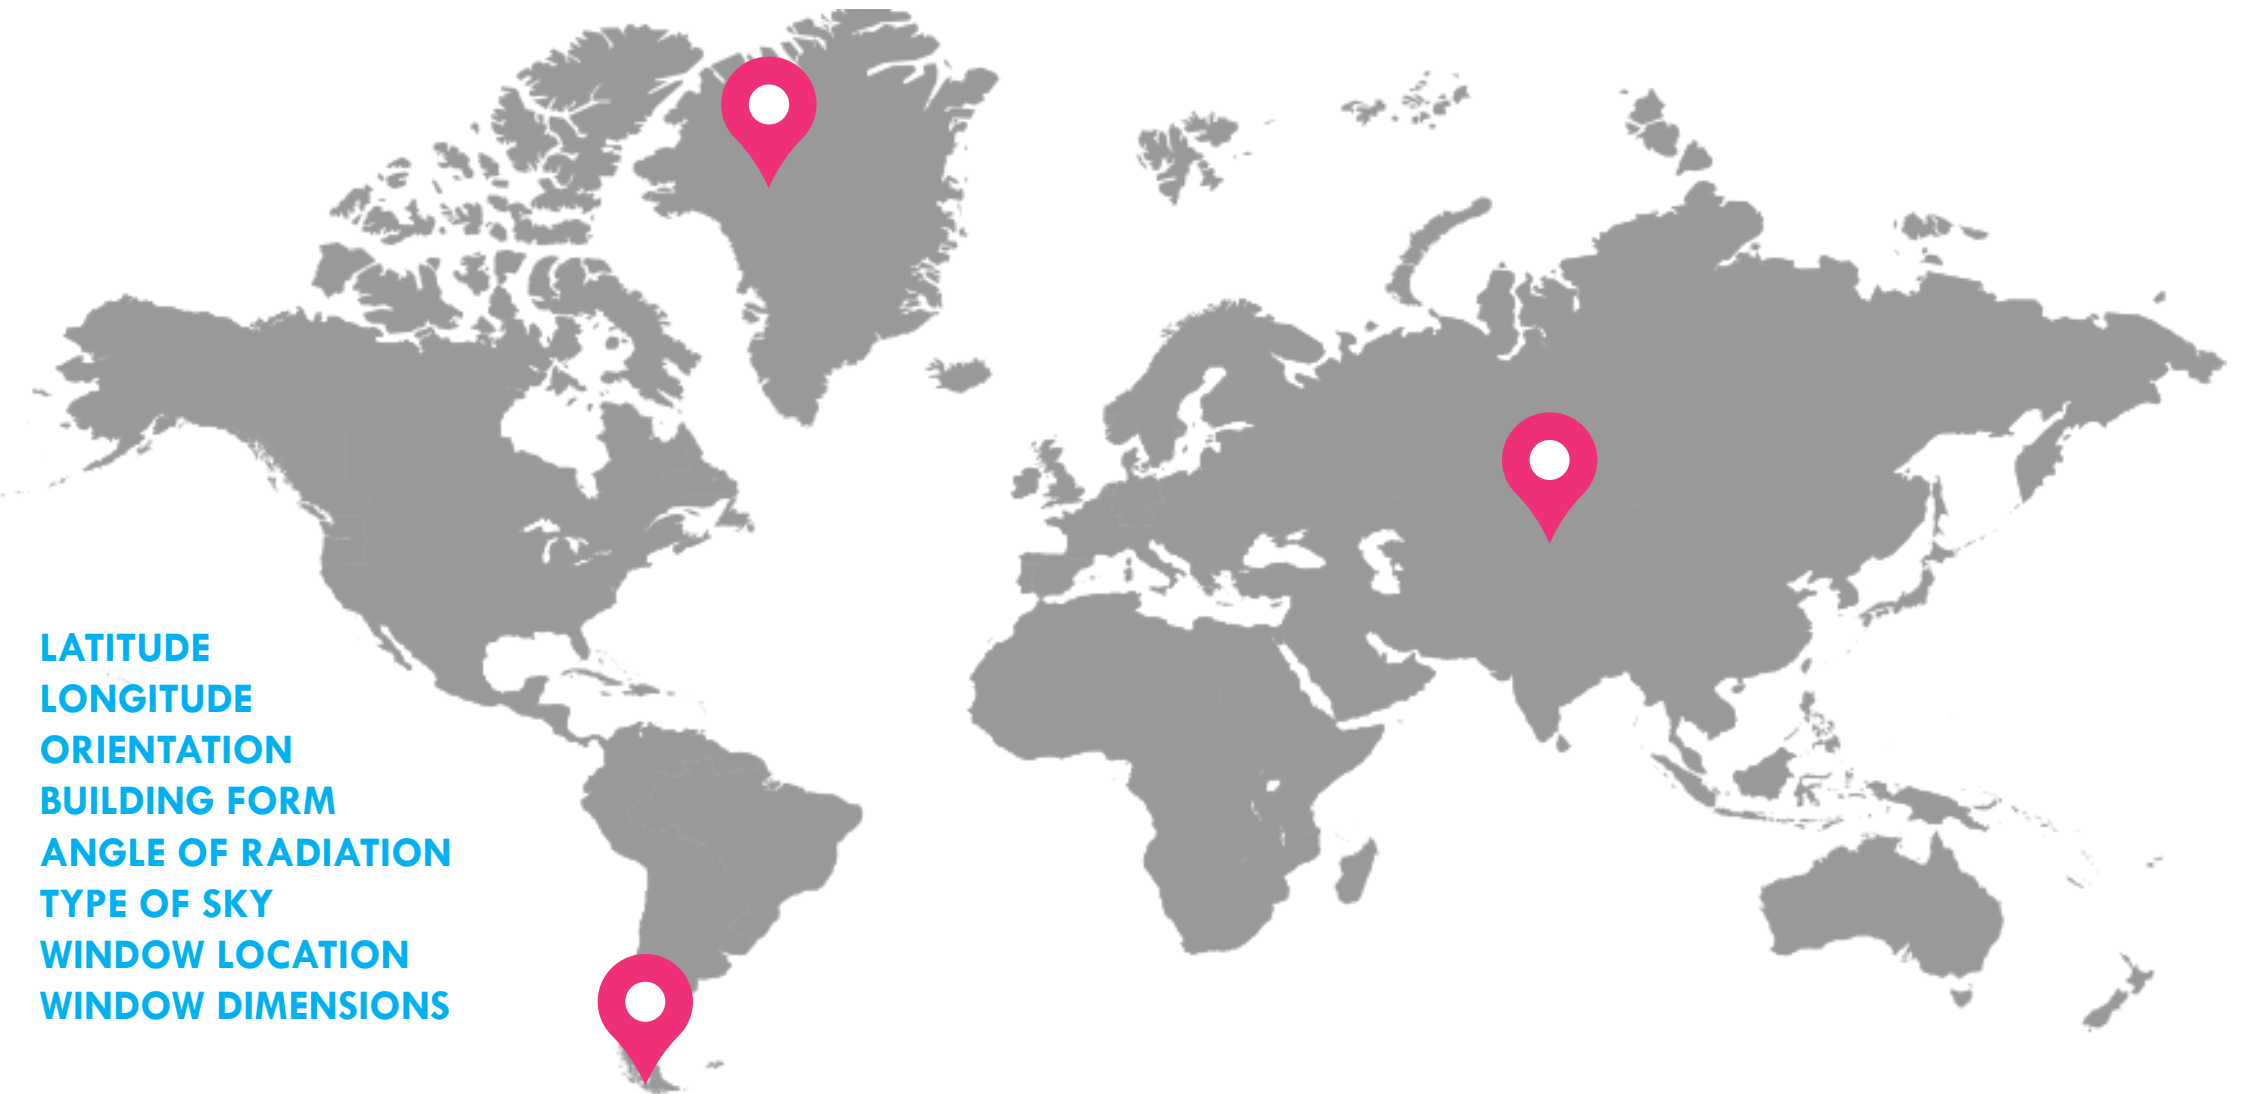 LATITUDE
LONGITUDE
ORIENTATION
BUILDING FORM
ANGLE OF RADIATION
TYPE OF SKY
WINDOW LOCATION
WINDOW DIMENSIONS